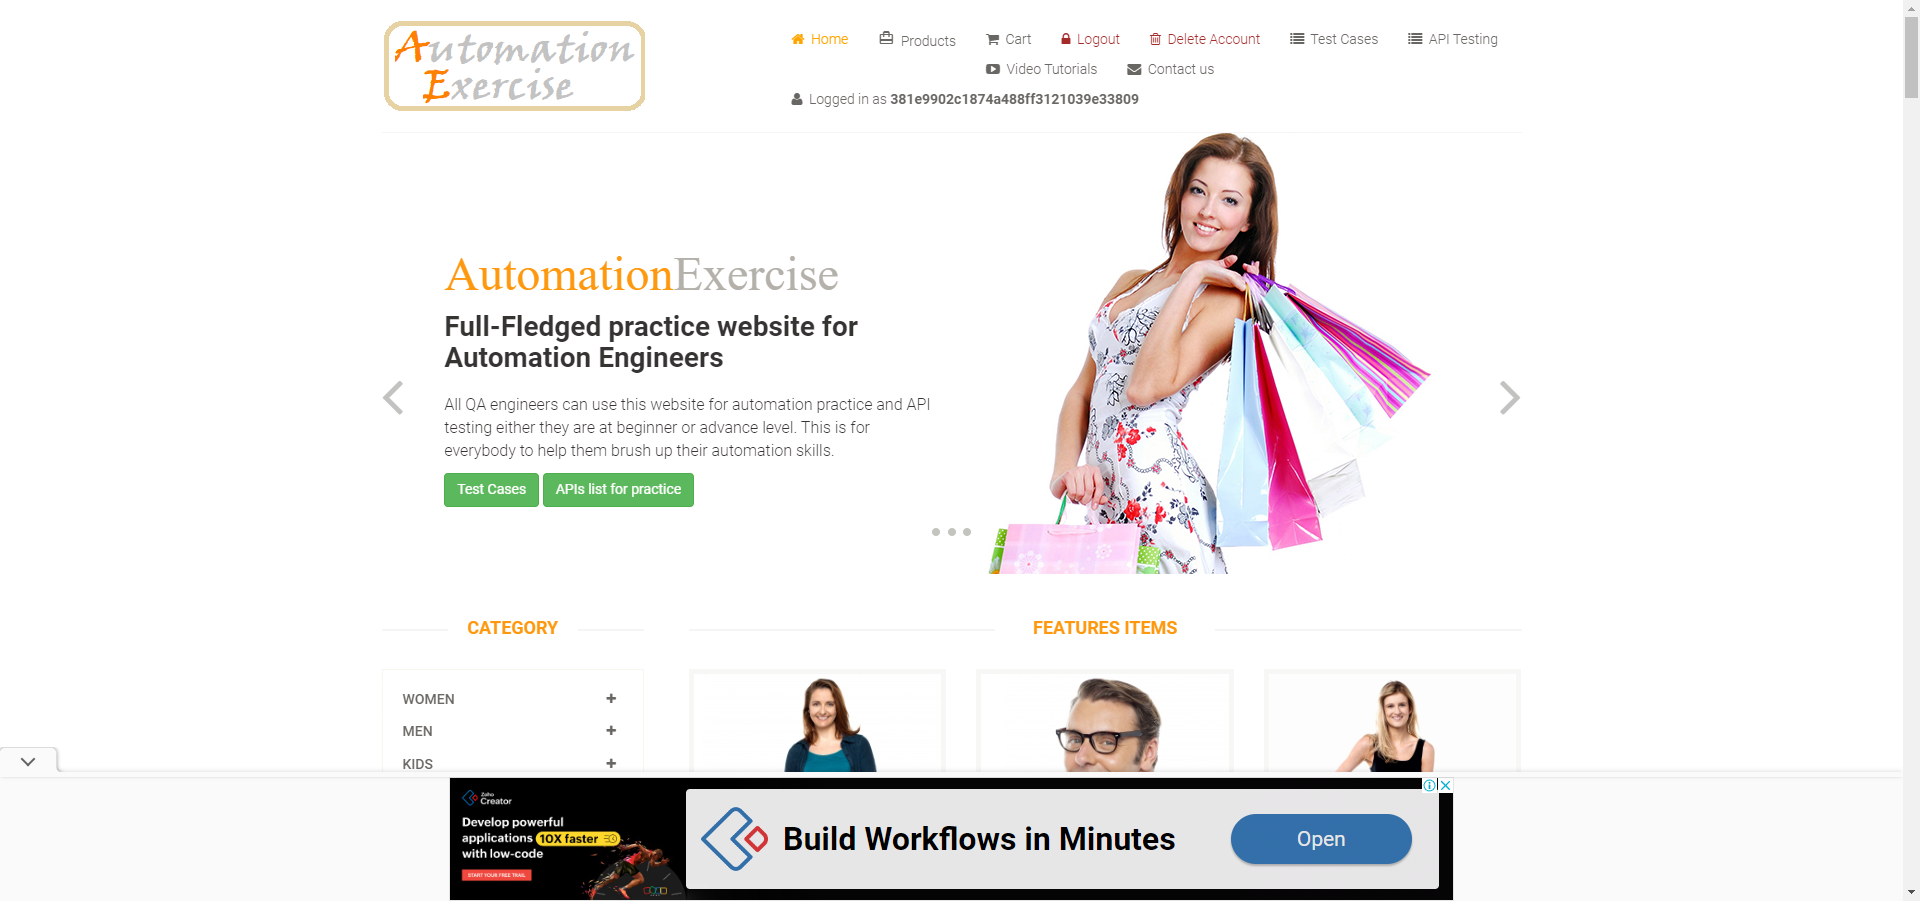 Automation
Exercise
Home Products Cart Logout Delete Account Test Cases API Testing
Video Tutorials Contact us
Logged in as 381e9902c1874a488ff3121039e33809
AutomationExercise
Full-Fledged practice website for
Automation Engineers
All QA engineers can use this website for automation practice and API
testing either they are at beginner or advance level. This is for
everybody to help them brush up their automation skills.
Test Cases APIs list for practice
CATEGORY
FEATURES ITEMS
WOMEN
MEN
KIDS
Zoho
Creator
Develop powerful
applications 10X faster
with low-code
START YOUR FREE TRAIL
Build Workflows in Minutes
Open